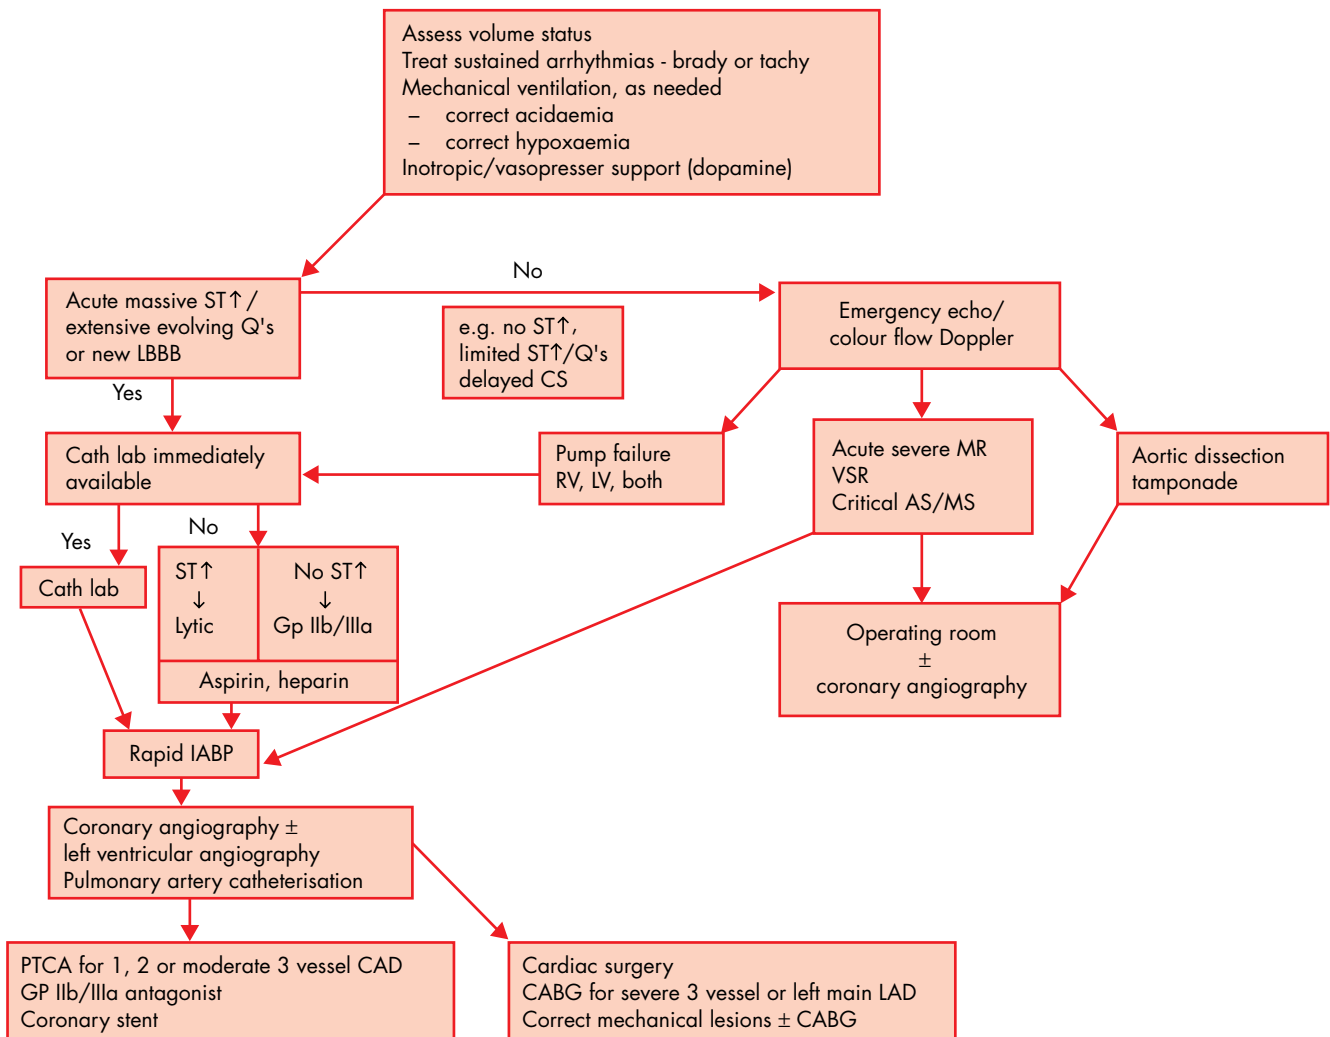 Assess volume status
Treat sustained arrhythmias - brady or tachy
Mechanical ventilation, as needed
– correct acidaemia
– correct hypoxaemia
Inotropic/vasopresser support (dopamine)
No
Acute massive ST↑/
extensive evolving Q's
or new LBBB
e.g. no ST↑,
limited ST↑/Q's
delayed CS
Emergency echo/
colour flow Doppler
Yes
Cath lab immediately
available
Pump failure
RV, LV, both
Acute severe MR
VSR
Critical AS/MS
Aortic dissection
tamponade
Yes
No
Cath lab
ST↑
↓
Lytic
No ST↑
↓
Gp IIb/IIIa
Aspirin, heparin
Operating room
±
coronary angiography
Rapid IABP
Coronary angiography ±
left ventricular angiography
Pulmonary artery catheterisation
PTCA for 1, 2 or moderate 3 vessel CAD
GP IIb/IIIa antagonist
Coronary stent
Cardiac surgery
CABG for severe 3 vessel or left main LAD
Correct mechanical lesions ± CABG